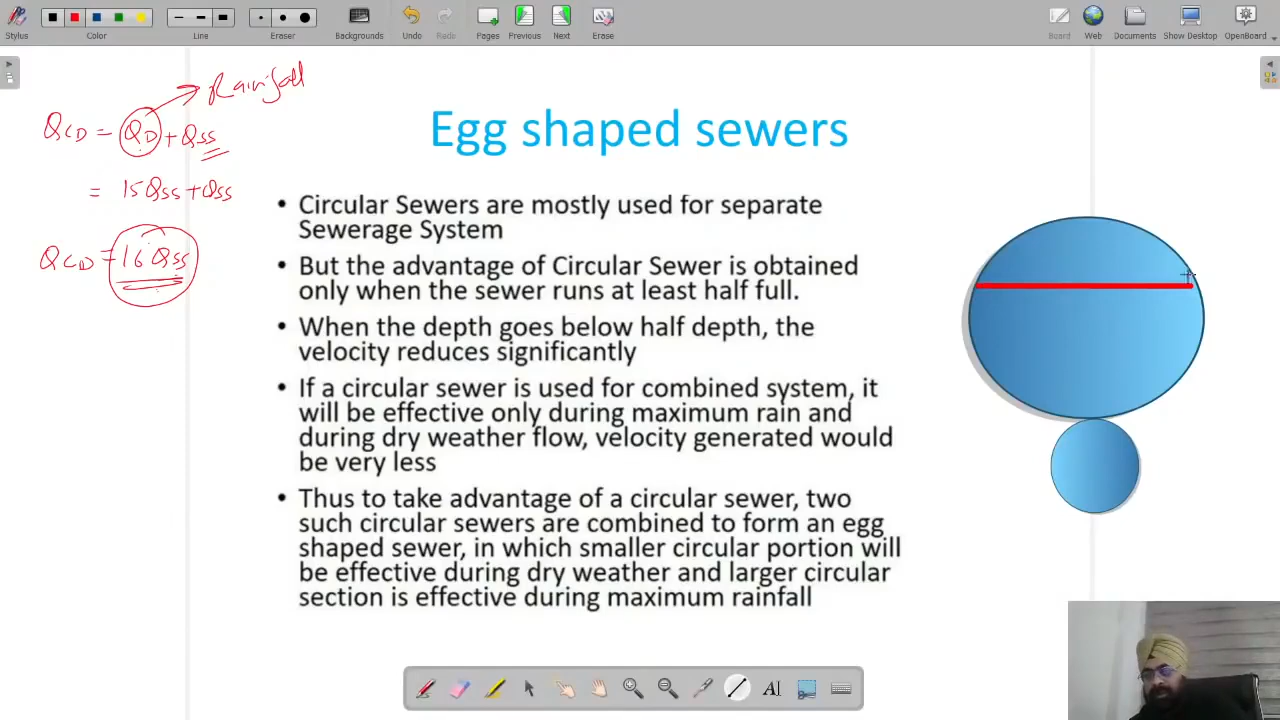 Stylus
Color
Line
Eraser
Backgrounds
Undo
Redo
Pages
Previous
Next
Erase
Board
Web
Documents
Show Desktop
OpenBoard
QCD = QD + QSS
Rainfall
= 15QSS + QSS
QCD = 16 QSS
Egg shaped sewers
• Circular Sewers are mostly used for separate
Sewerage System
• But the advantage of Circular Sewer is obtained
only when the sewer runs at least half full.
• When the depth goes below half depth, the
velocity reduces significantly
• If a circular sewer is used for combined system, it
will be effective only during maximum rain and
during dry weather flow, velocity generated would
be very less
• Thus to take advantage of a circular sewer, two
such circular sewers are combined to form an egg
shaped sewer, in which smaller circular portion will
be effective during dry weather and larger circular
section is effective during maximum rainfall
AI